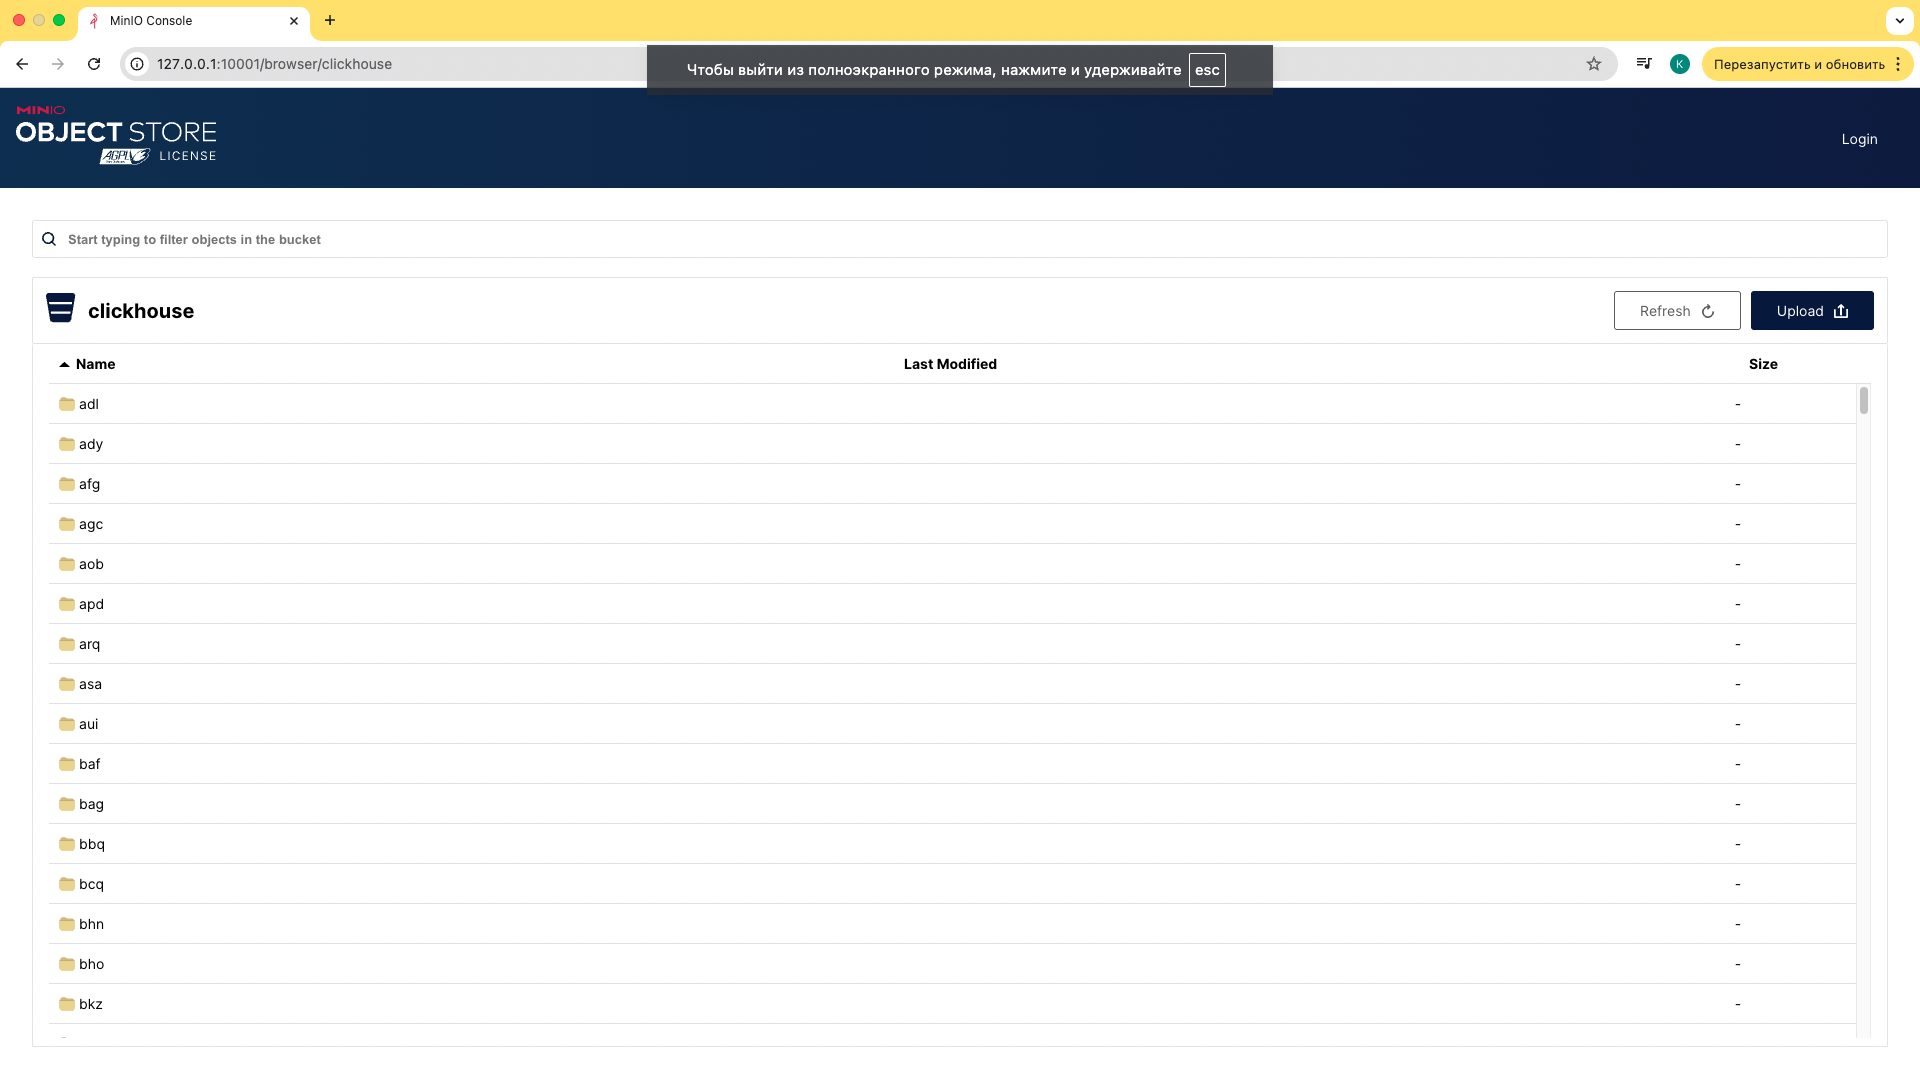 MinIO Console
127.0.0.1:10001/browser/clickhouse
Чтобы выйти из полноэкранного режима, нажмите и удерживайте esc
K
Перезапустить и обновить
MINIO
OBJECT STORE
AGPLv3 LICENSE
Login
Start typing to filter objects in the bucket
clickhouse
Refresh
Upload
Name Last Modified Size
adl -
ady -
afg -
agc -
aob -
apd -
arq -
asa -
aui -
baf -
bag -
bbq -
bcq -
bhn -
bho -
bkz -